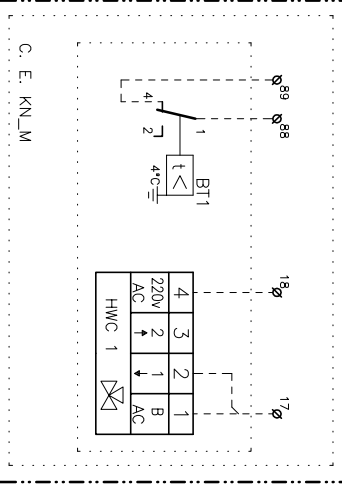 89 88 18 17
4 1
2
BT1
t <
4°C
4 3 2 1
220v 2 1 B
AC AC
HWC 1
C. E. KN_M